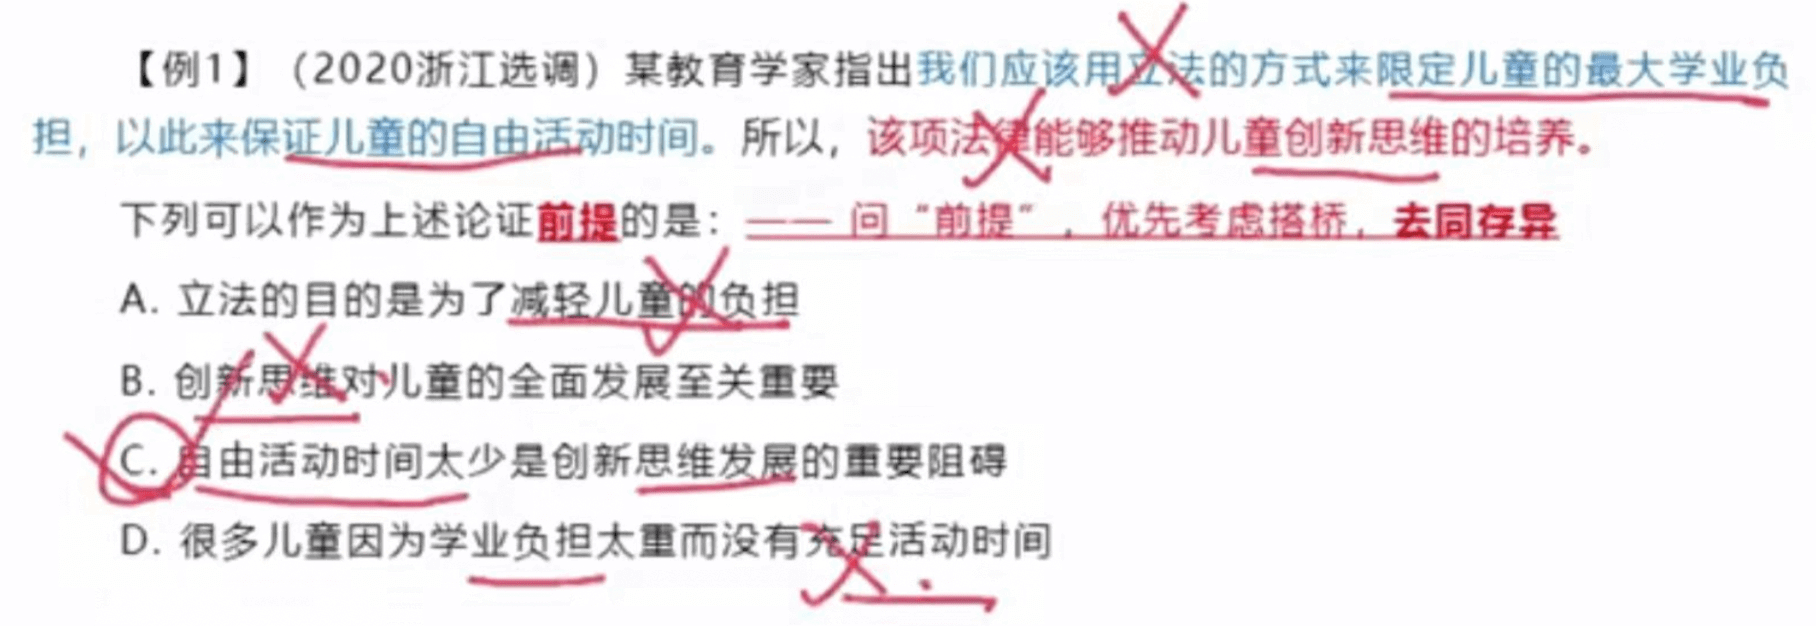 【例1】（2020浙江选调）某教育学家指出我们应该用立法的方式来限定儿童的最大学业负
担，以此来保证儿童的自由活动时间。所以，该项法律能够推动儿童创新思维的培养。
下列可以作为上述论证前提的是：—— 问“前提”，优先考虑搭桥，去同存异
A. 立法的目的是为了减轻儿童的负担
B. 创新思维对儿童的全面发展至关重要
C. 自由活动时间太少是创新思维发展的重要阻碍
D. 很多儿童因为学业负担太重而没有充足活动时间